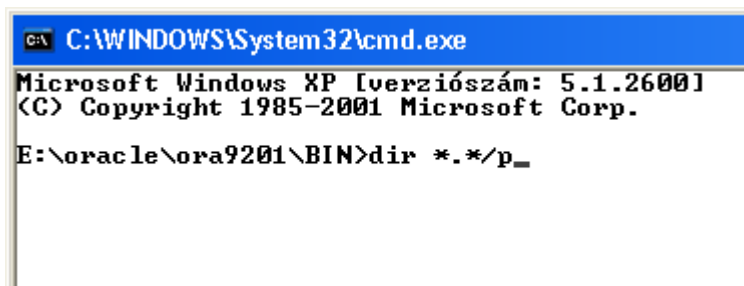 C:\WINDOWS\System32\cmd.exe
Microsoft Windows XP [verziószám: 5.1.2600]
(C) Copyright 1985-2001 Microsoft Corp.
E:\oracle\ora9201\BIN>dir *.*/p_